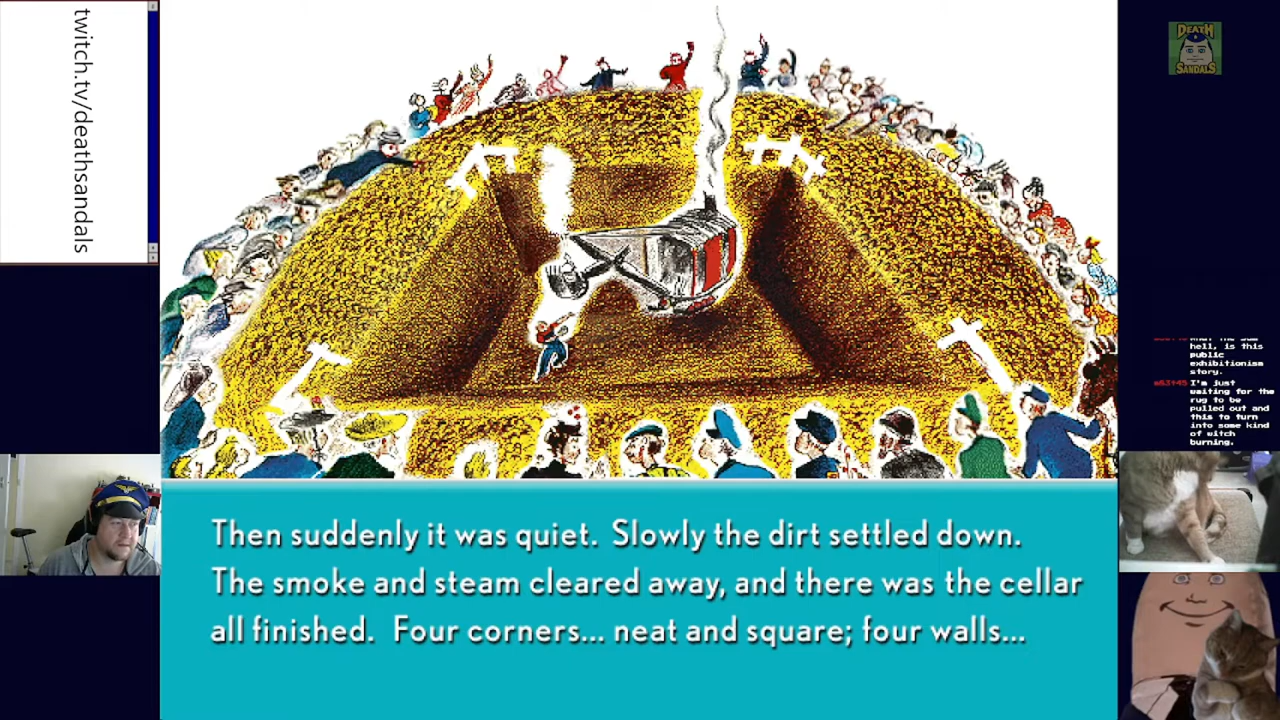 twitch.tv/deathsandals
DEATH
SANDALS
hell, is this
public
exhibitionism
story.
I'm just
waiting for the
rug to be
pulled out and
this to turn
into some kind
of witch
burning.
Then suddenly it was quiet. Slowly the dirt settled down.
The smoke and steam cleared away, and there was the cellar
all finished. Four corners... neat and square; four walls...